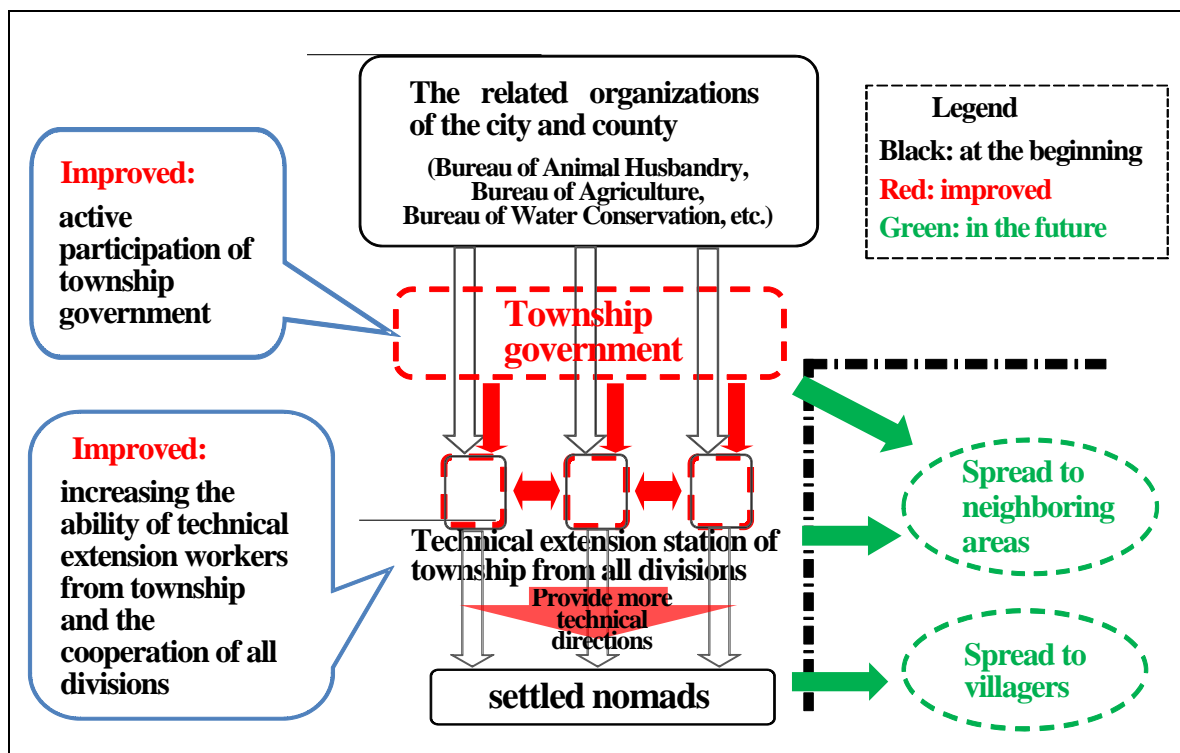 The related organizations
of the city and county
(Bureau of Animal Husbandry,
Bureau of Agriculture,
Bureau of Water Conservation, etc.)
Legend
Black: at the beginning
Red: improved
Green: in the future
Improved:
active
participation of
township
government
Township
government
Improved:
increasing the
ability of technical
extension workers
from township
and the
cooperation of all
divisions
Technical extension station of
township from all divisions
Provide more
technical
directions
settled nomads
Spread to
neighboring
areas
Spread to
villagers